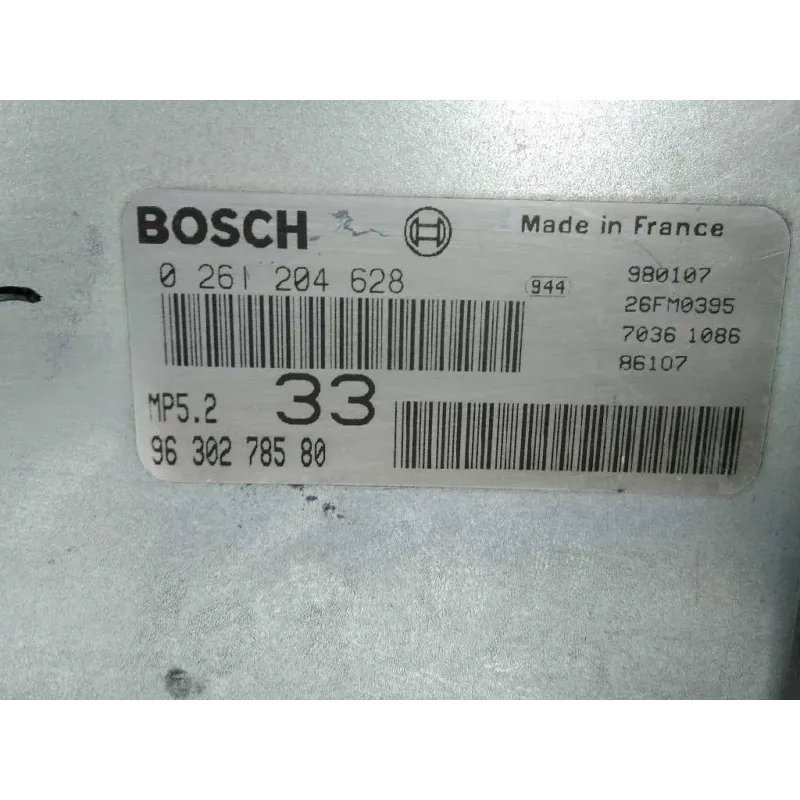 BOSCH Made in France
0 261 204 628 944 980107
26FM0395
7036 1086
86107
MP5.2 33
96 302 785 80